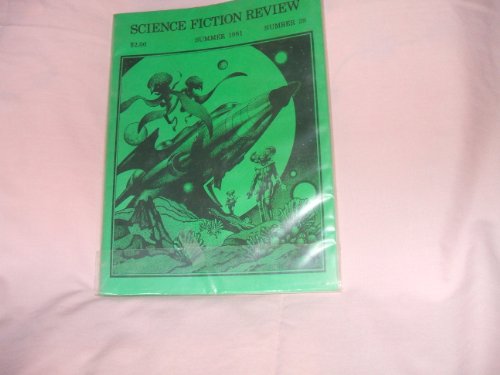 SCIENCE FICTION REVIEW
$2.00 SUMMER 1981 NUMBER 39